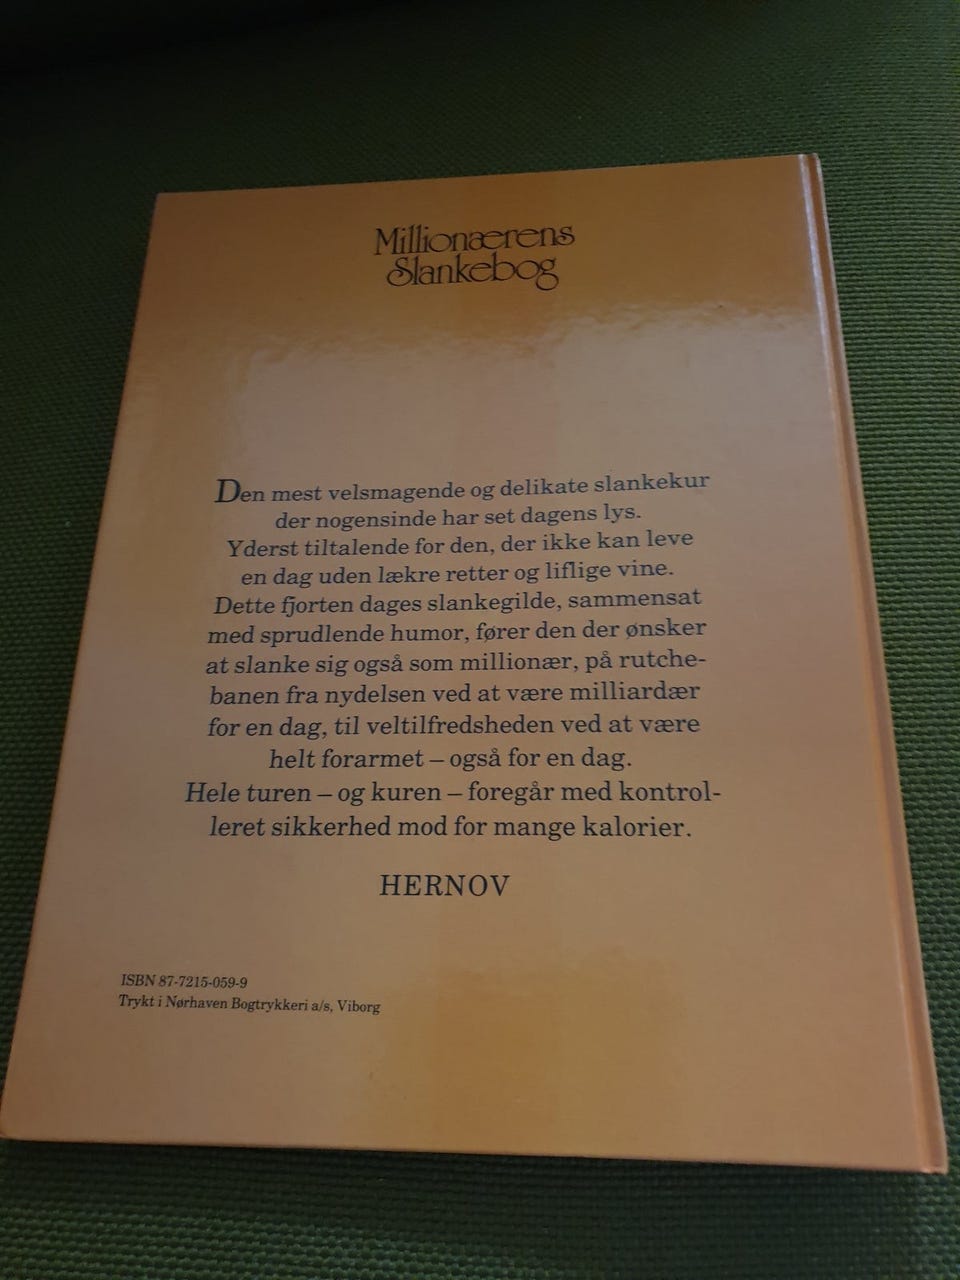 Millionærens
Slankebog
Den mest velsmagende og delikate slankekur
der nogensinde har set dagens lys.
Yderst tiltalende for den, der ikke kan leve
en dag uden lækre retter og liflige vine.
Dette fjorten dages slankegilde, sammensat
med sprudlende humor, fører den der ønsker
at slanke sig også som millionær, på rutche-
banen fra nydelsen ved at være milliardær
for en dag, til veltilfredsheden ved at være
helt forarmet – også for en dag.
Hele turen – og kuren – foregår med kontrol-
leret sikkerhed mod for mange kalorier.
HERNOV
ISBN 87-7215-059-9
Trykt i Nørhaven Bogtrykkeri a/s, Viborg